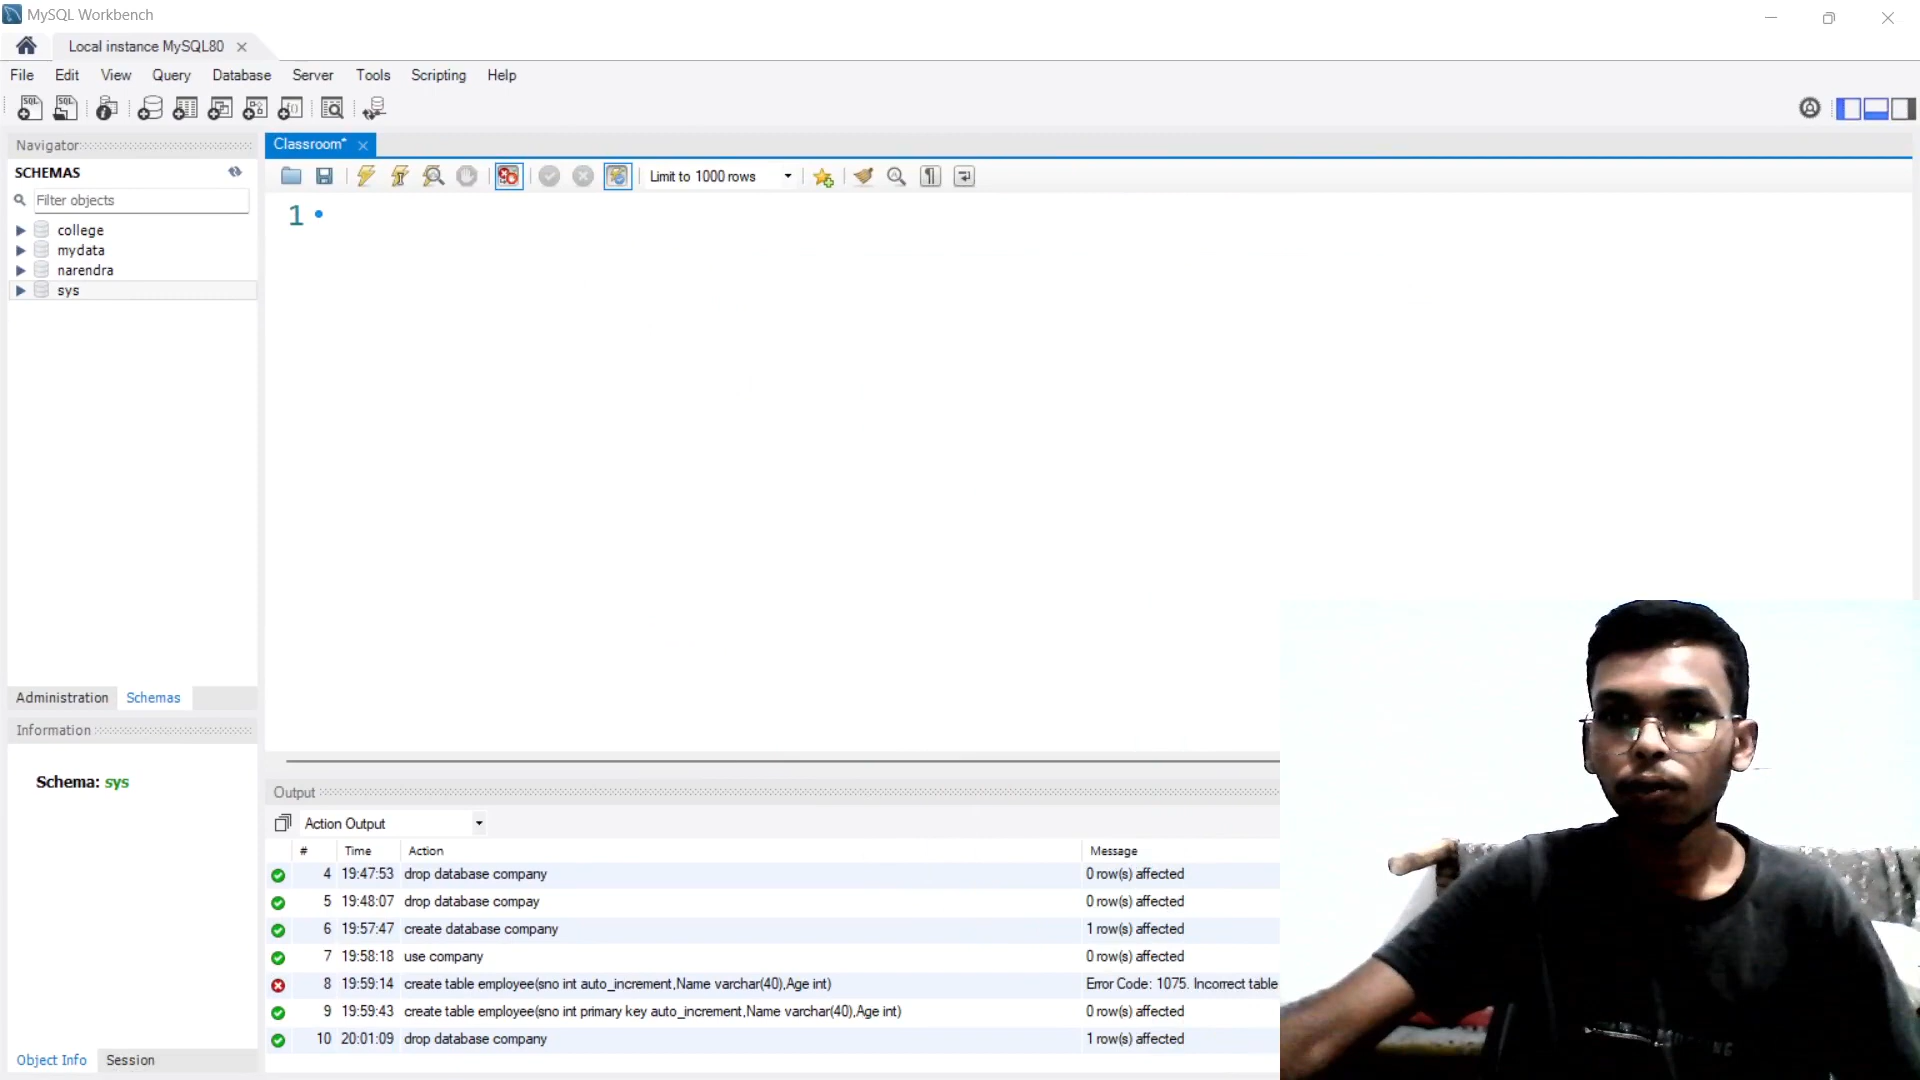 MySQL Workbench
Local instance MySQL80
File Edit View Query Database Server Tools Scripting Help
Navigator
SCHEMAS
Filter objects
college
mydata
narendra
sys
Administration Schemas
Information
Schema: sys
Object Info Session
Classroom*
Limit to 1000 rows
1
Output
Action Output
# Time Action Message
4 19:47:53 drop database company 0 row(s) affected
5 19:48:07 drop database compay 0 row(s) affected
6 19:57:47 create database company 1 row(s) affected
7 19:58:18 use company 0 row(s) affected
8 19:59:14 create table employee(sno int auto_increment,Name varchar(40),Age int) Error Code: 1075. Incorrect table
9 19:59:43 create table employee(sno int primary key auto_increment,Name varchar(40),Age int) 0 row(s) affected
10 20:01:09 drop database company 1 row(s) affected